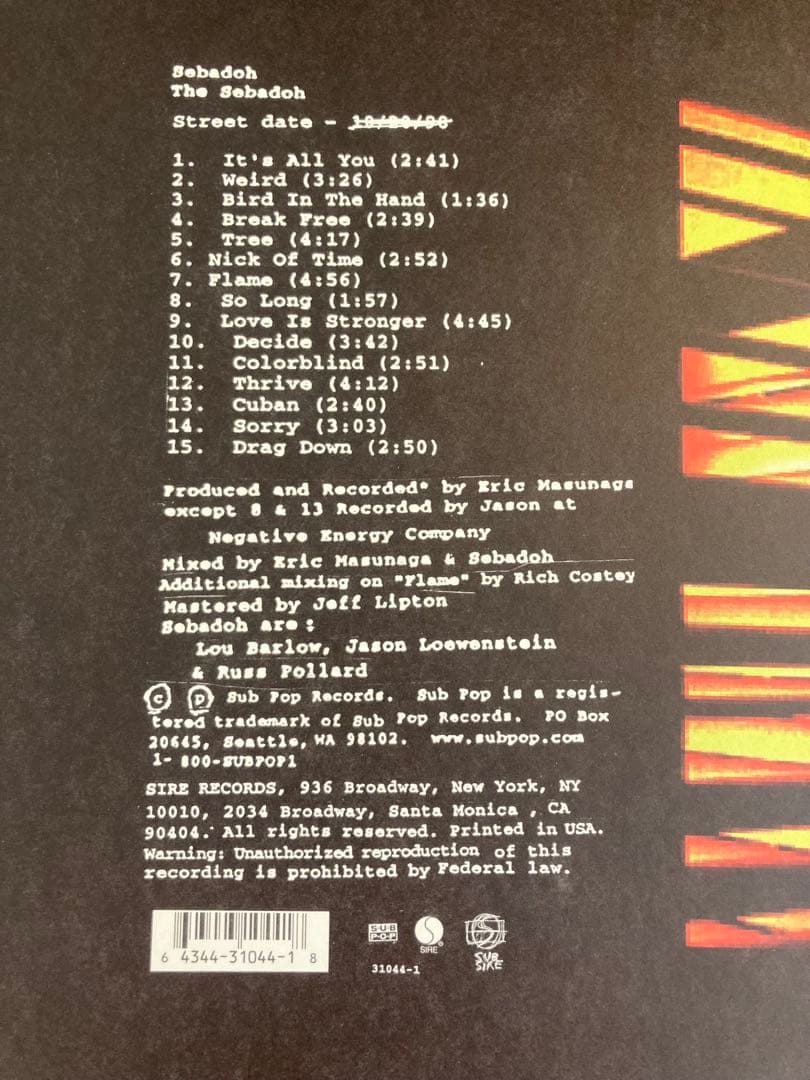 Sebadoh
The Sebadoh
Street date -
1. It's All You (2:41)
2. Weird (3:26)
3. Bird In The Hand (1:36)
4. Break Free (2:39)
5. Tree (4:17)
6. Nick Of Time (2:52)
7. Flame (4:56)
8. So Long (1:57)
9. Love Is Stronger (4:45)
10. Decide (3:42)
11. Colorblind (2:51)
12. Thrive (4:12)
13. Cuban (2:40)
14. Sorry (3:03)
15. Drag Down (2:50)
Produced and Recorded* by Eric Masunaga
except 8 & 13 Recorded by Jason at
Negative Energy Company
Mixed by Eric Masunaga & Sebadoh
Additional mixing on "Flame" by Rich Costey
Mastered by Jeff Lipton
Sebadoh are :
Lou Barlow, Jason Loewenstein
& Russ Pollard
© ℗ Sub Pop Records. Sub Pop is a regis-
tered trademark of Sub Pop Records. PO Box
20645, Seattle, WA 98102. www.subpop.com
1-800-SUBPOP1
SIRE RECORDS, 936 Broadway, New York, NY
10010, 2034 Broadway, Santa Monica , CA
90404. All rights reserved. Printed in USA.
Warning: Unauthorized reproduction of this
recording is prohibited by Federal law.
6 4344-31044-1 8
SUB POP
SIRE
SUB SIRE
31044-1